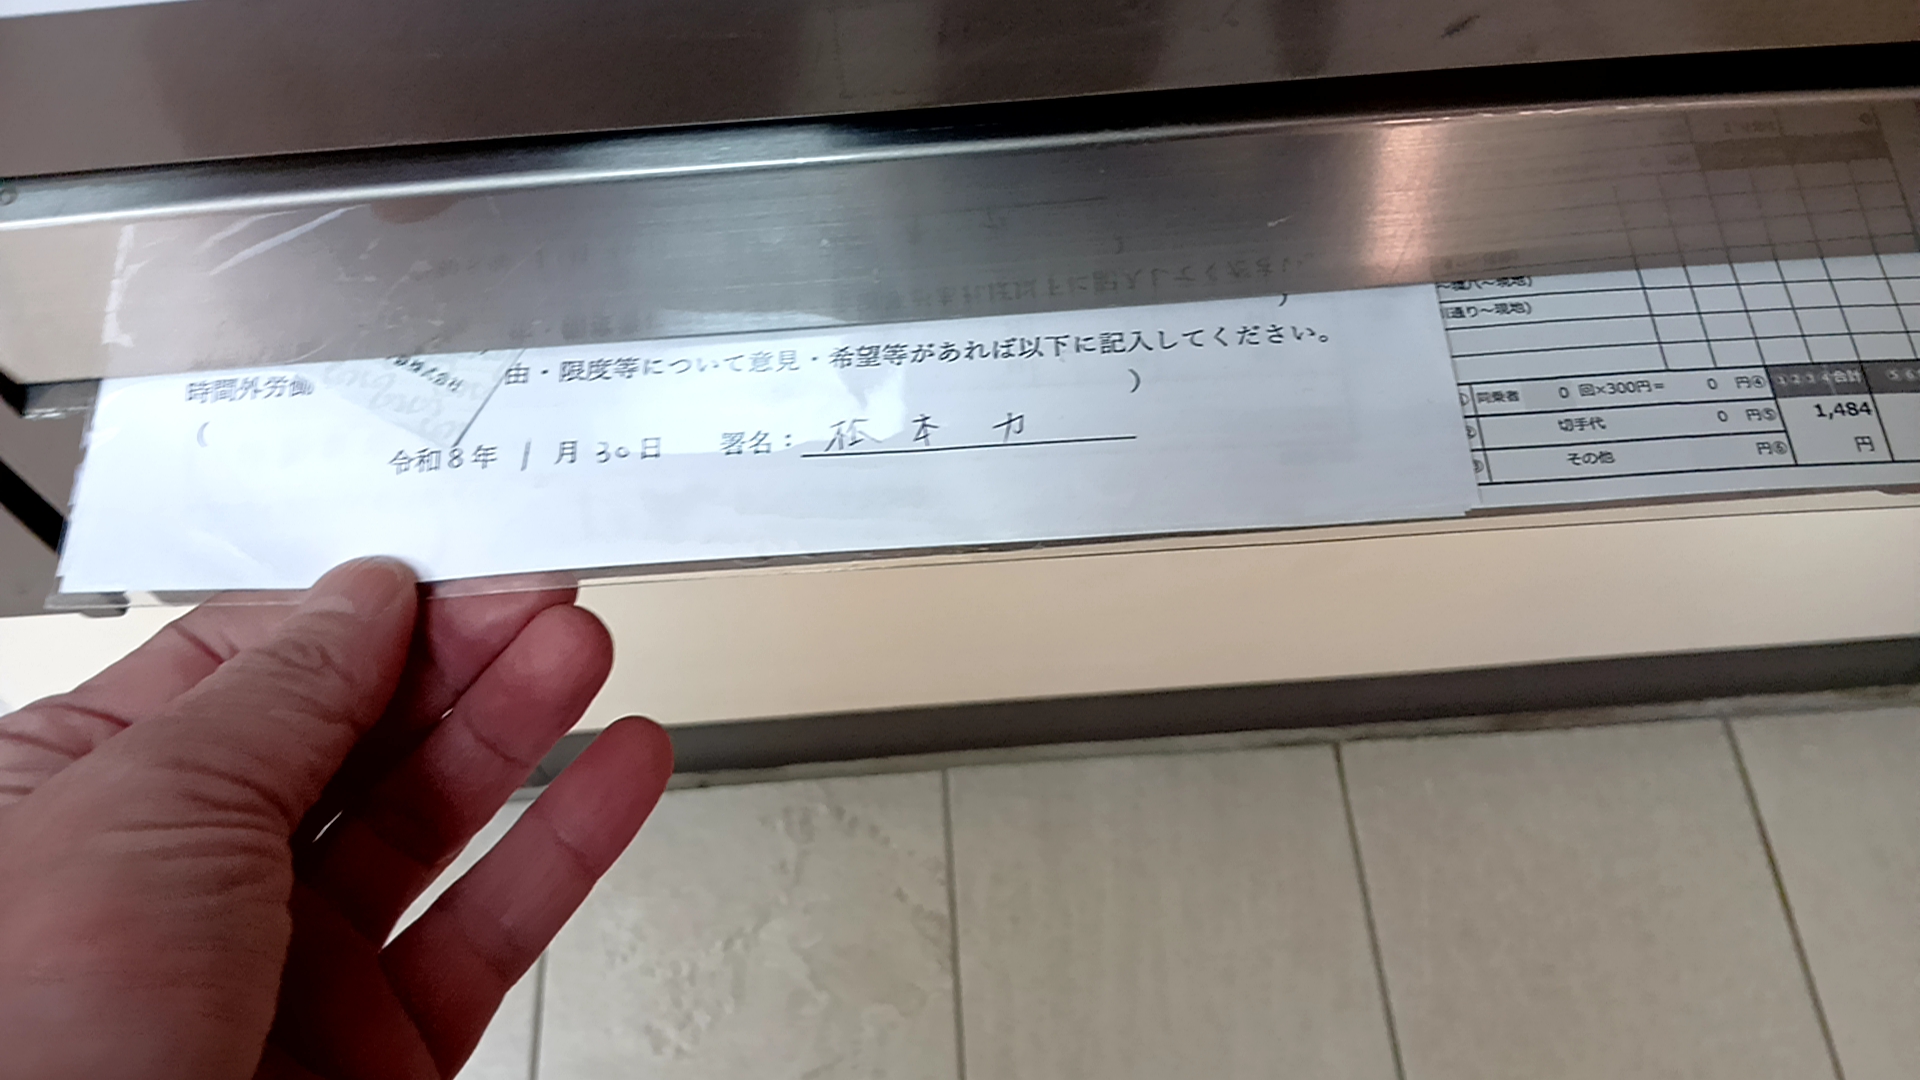 時間外労働
由・限度等について意見・希望等があれば以下に記入してください。
( )
令和8年 1月 30日 署名： 松本 力
～現地)
(通り～現地)
同乗者 0 回×300円= 0 円④
切手代 0 円⑤
その他 円⑥
合計
1,484
円